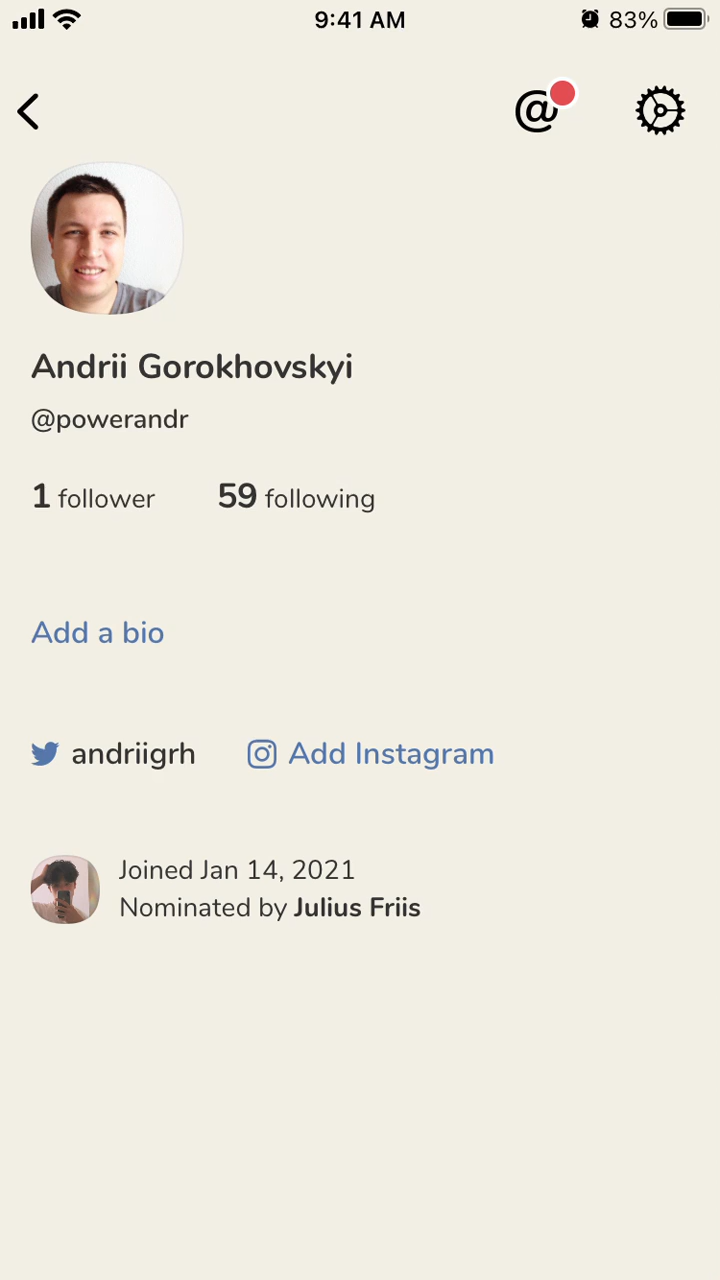 9:41 AM 83%
@
Andrii Gorokhovskyi
@powerandr
1 follower 59 following
Add a bio
andriigrh Add Instagram
Joined Jan 14, 2021
Nominated by Julius Friis